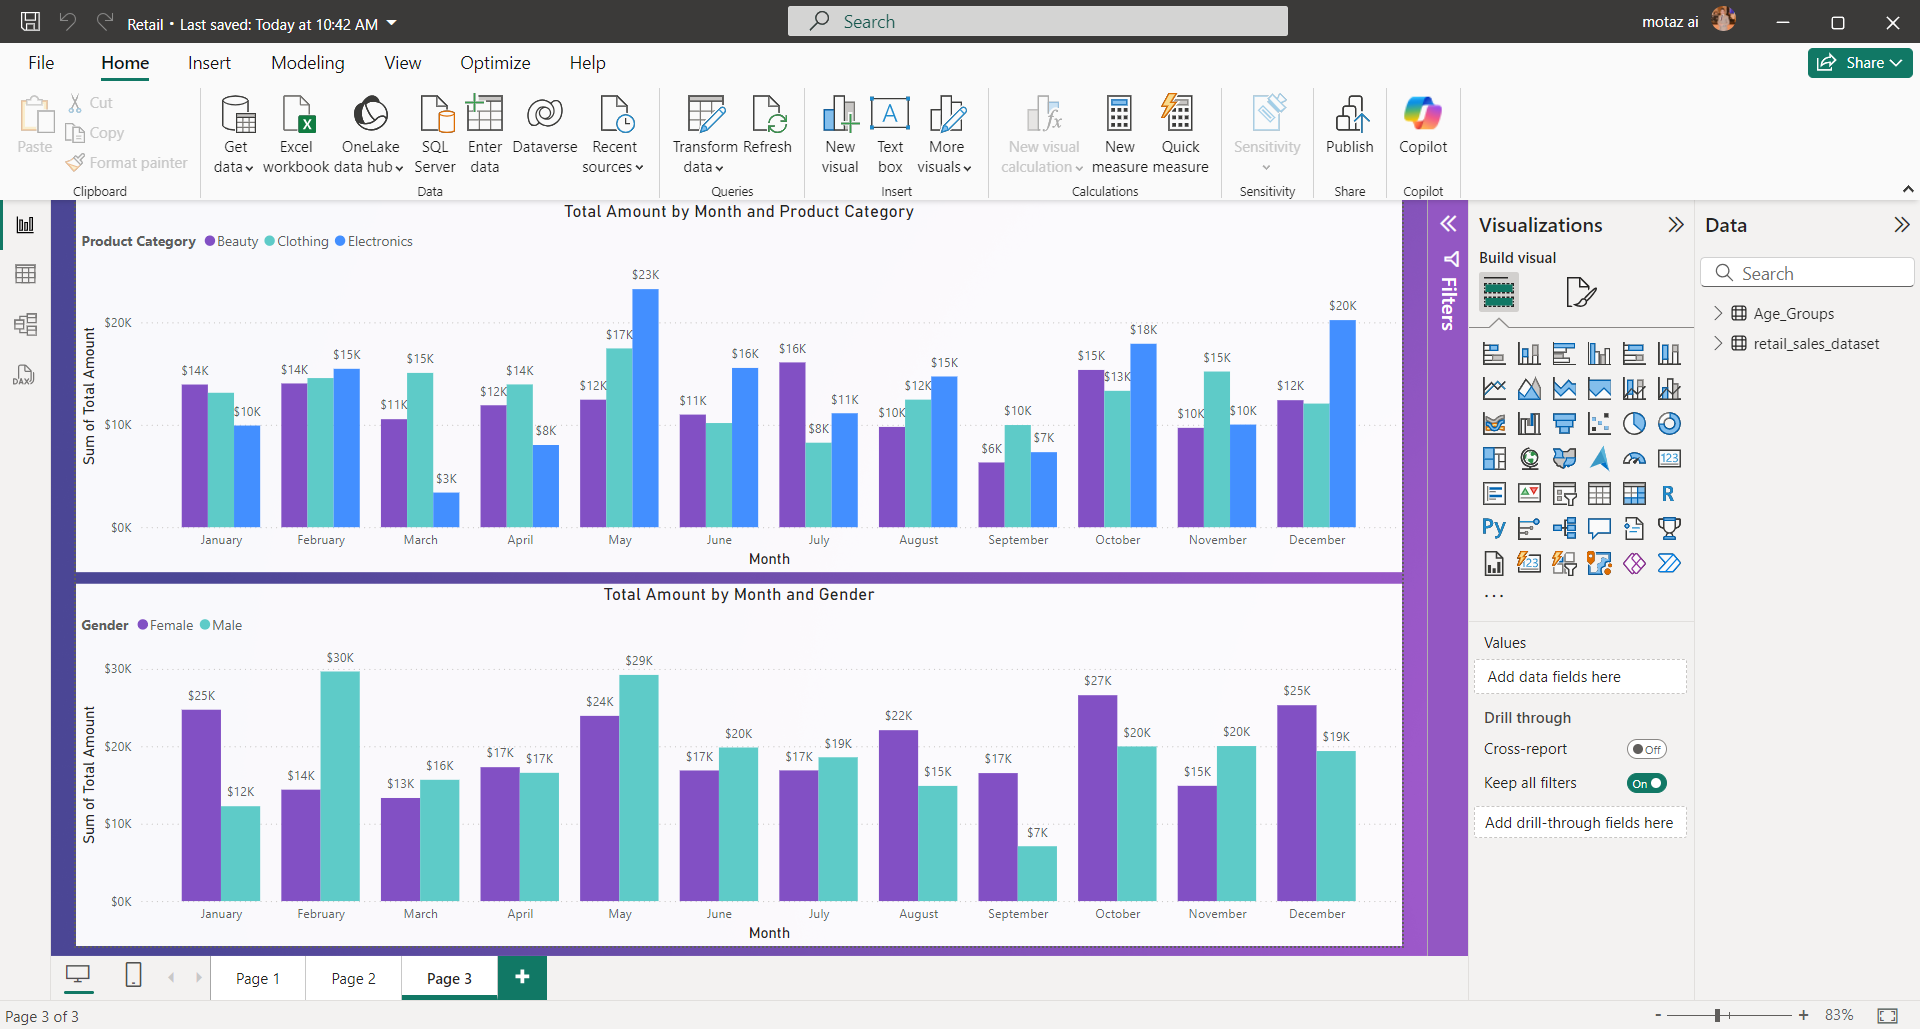 Retail • Last saved: Today at 10:42 AM
Search
motaz ai
File
Home
Insert
Modeling
View
Optimize
Help
Share
Paste
Cut
Copy
Format painter
Clipboard
Get data
Excel workbook
OneLake data hub
SQL Server
Enter data
Dataverse
Recent sources
Data
Transform data
Refresh
Queries
New visual
Text box
More visuals
Insert
New visual calculation
New measure
Quick measure
Calculations
Sensitivity
Sensitivity
Publish
Share
Copilot
Copilot
Total Amount by Month and Product Category
Product Category Beauty Clothing Electronics
Sum of Total Amount
$20K
$10K
$0K
$14K
$10K
$14K
$15K
$11K
$15K
$3K
$12K
$14K
$8K
$12K
$17K
$23K
$11K
$16K
$16K
$8K
$11K
$10K
$12K
$15K
$6K
$10K
$7K
$15K
$13K
$18K
$10K
$15K
$10K
$12K
$20K
January February March April May June July August September October November December
Month
Total Amount by Month and Gender
Gender Female Male
Sum of Total Amount
$30K
$20K
$10K
$0K
$25K
$12K
$14K
$30K
$13K
$16K
$17K
$17K
$24K
$29K
$17K
$20K
$17K
$19K
$22K
$15K
$17K
$7K
$27K
$20K
$15K
$20K
$25K
$19K
January February March April May June July August September October November December
Month
Filters
Visualizations
Build visual
123
R
Py
123
...
Values
Add data fields here
Drill through
Cross-report
Off
Keep all filters
On
Add drill-through fields here
Data
Search
Age_Groups
retail_sales_dataset
DAX
Page 1
Page 2
Page 3
+
Page 3 of 3
- + 83%